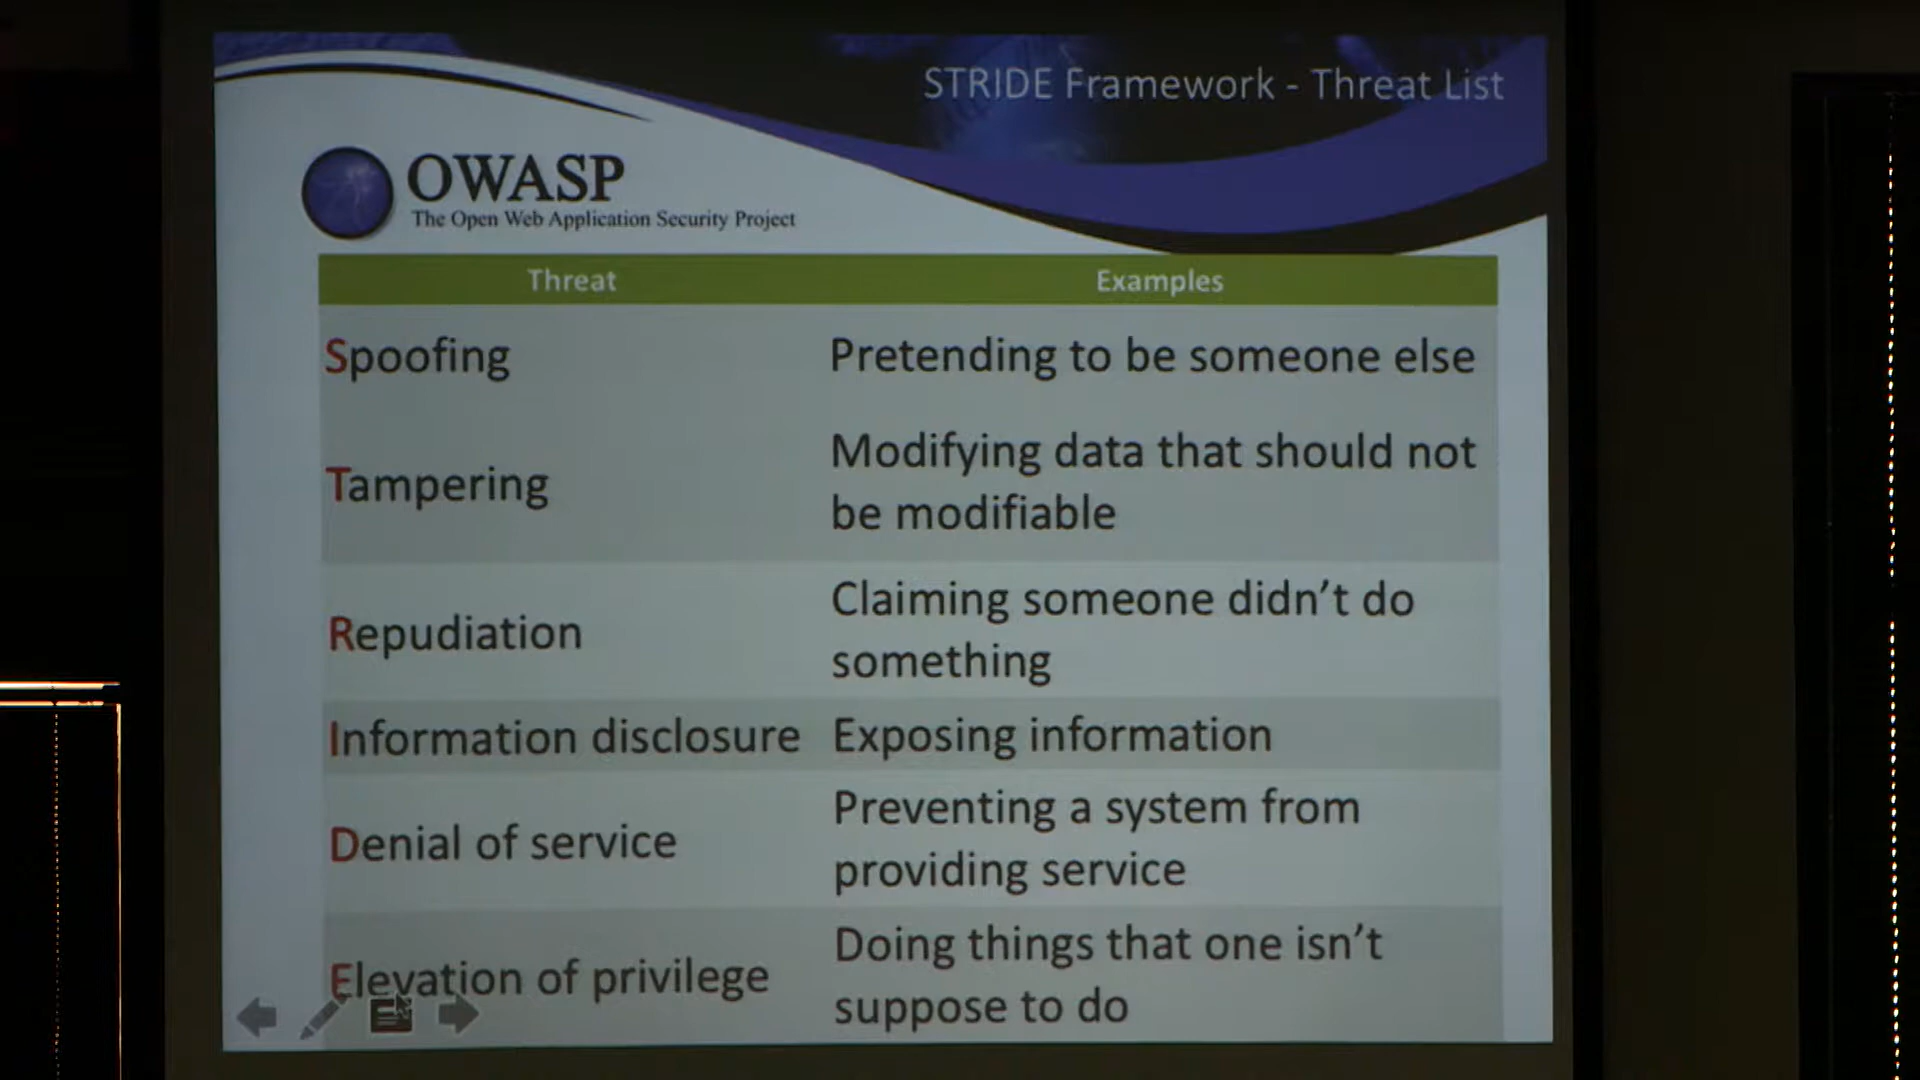 STRIDE Framework - Threat List
OWASP
The Open Web Application Security Project
Threat Examples
Spoofing Pretending to be someone else
Tampering Modifying data that should not
be modifiable
Repudiation Claiming someone didn't do
something
Information disclosure Exposing information
Denial of service Preventing a system from
providing service
Elevation of privilege Doing things that one isn't
suppose to do